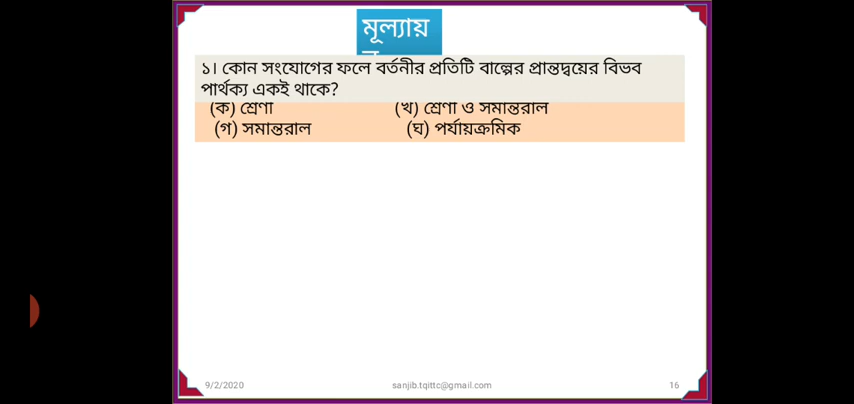 মূল্যায়
ন
১। কোন সংযোগের ফলে বর্তনীর প্রতিটি বাল্বের প্রান্তদ্বয়ের বিভব
পার্থক্য একই থাকে?
(ক) শ্রেণী (খ) শ্রেণী ও সমান্তরাল
(গ) সমান্তরাল (ঘ) পর্যায়ক্রমিক
9/2/2020 sanjib.tqittc@gmail.com 16